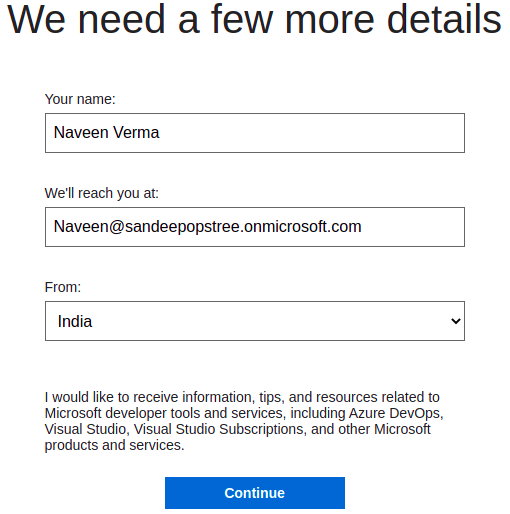 We need a few more details
Your name:
Naveen Verma
We'll reach you at:
Naveen@sandeepopstree.onmicrosoft.com
From:
India
I would like to receive information, tips, and resources related to
Microsoft developer tools and services, including Azure DevOps,
Visual Studio, Visual Studio Subscriptions, and other Microsoft
products and services.
Continue